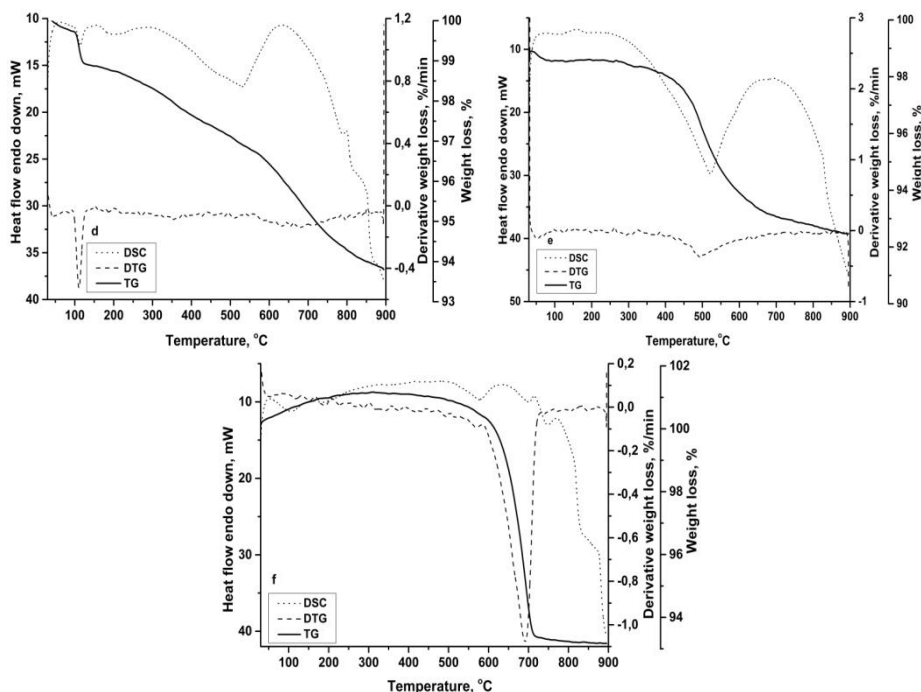 10
15
20
25
30
35
40
Heat flow endo down, mW
d
DSC
DTG
TG
100 200 300 400 500 600 700 800 900
Temperature, °C
1,2
0,8
0,4
0,0
-0,4
Derivative weight loss, %/min
100
99
98
97
96
95
94
93
Weight loss, %
10
20
30
40
50
Heat flow endo down, mW
e
DSC
DTG
TG
100 200 300 400 500 600 700 800 900
Temperature,°C
3
2
1
0
-1
Derivative weight loss, %/min
100
98
96
94
92
90
Weight loss, %
10
20
30
40
Heat flow endo down, mW
f
DSC
DTG
TG
100 200 300 400 500 600 700 800 900
Temperature, °C
0,2
0,0
-0,2
-0,4
-0,6
-0,8
-1,0
Derivative weight loss, %/min
102
100
98
96
94
Weight loss, %